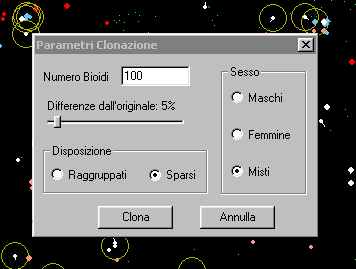 Parametri Clonazione
Numero Bioidi 100
Differenze dall'originale: 5%
Disposizione
Raggruppati Sparsi
Sesso
Maschi
Femmine
Misti
Clona Annulla